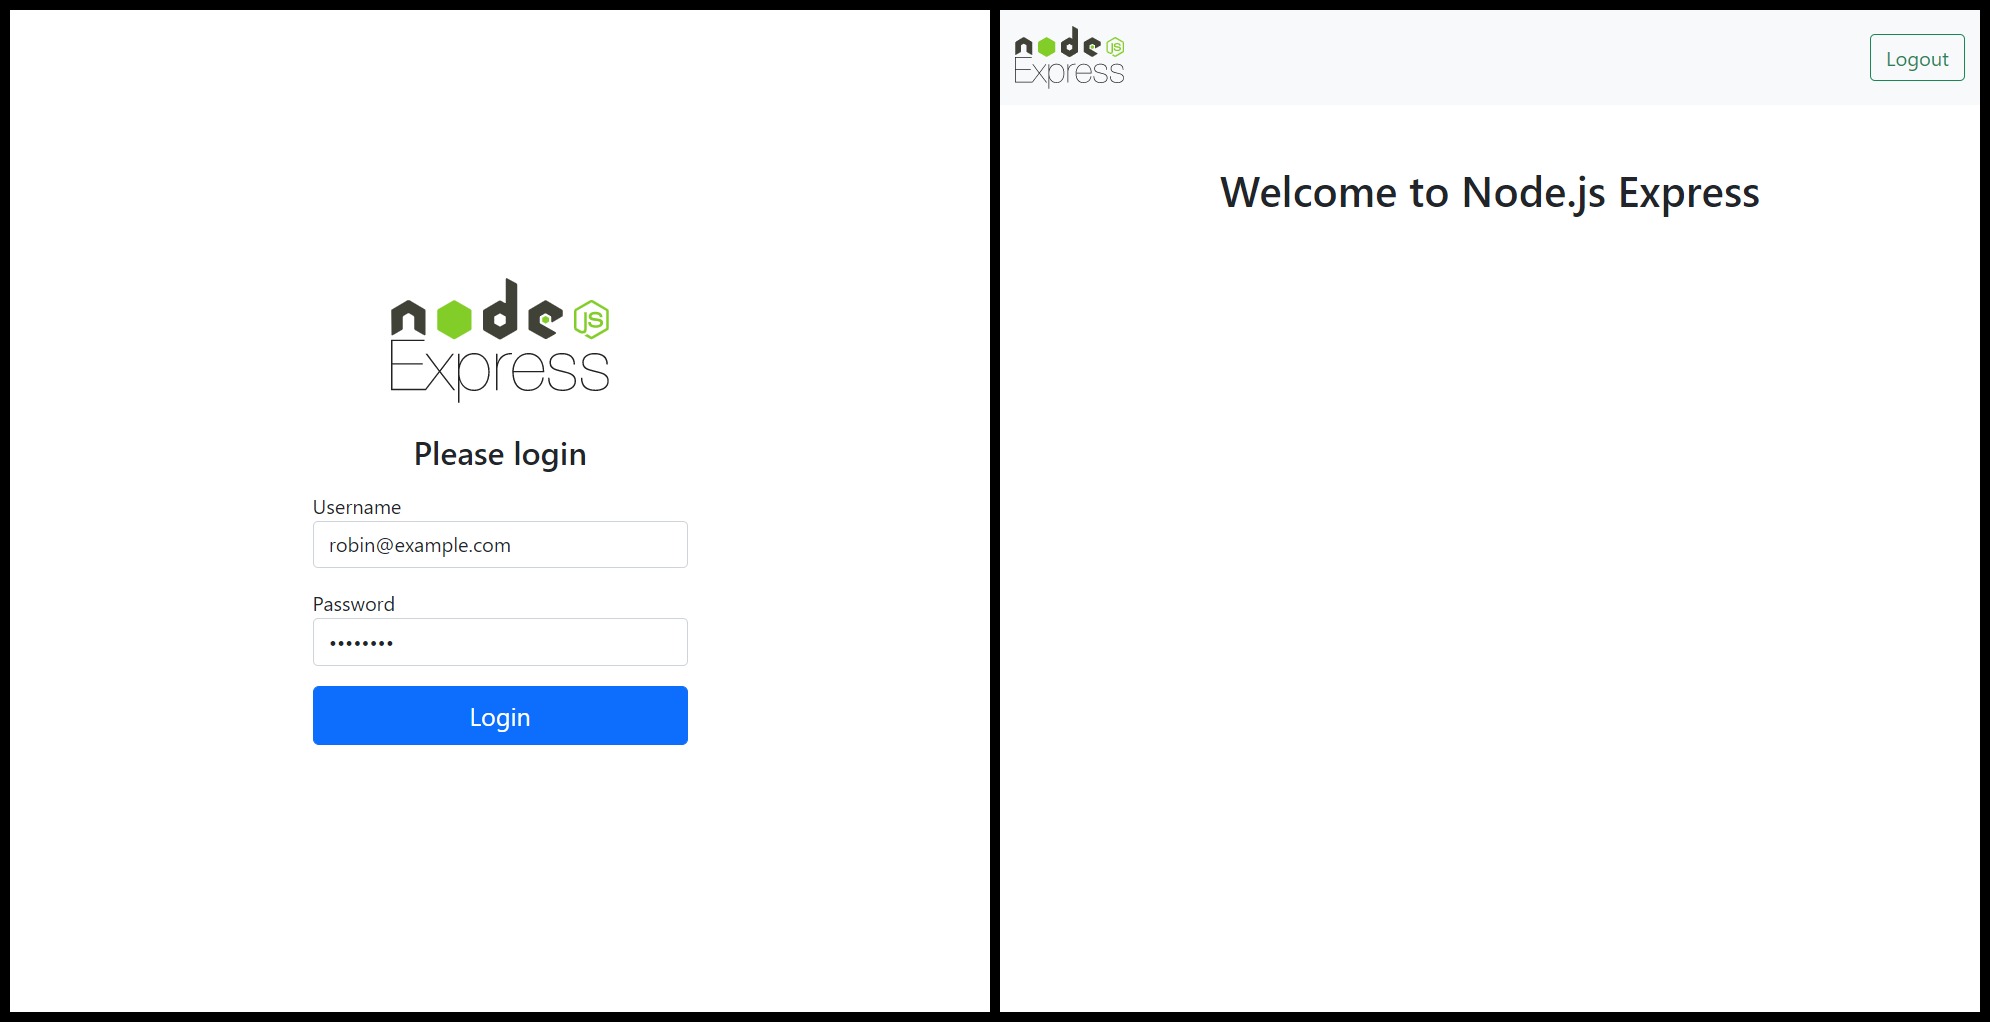 node JS
Express
Please login
Username
robin@example.com
Password
••••••••
Login
node JS
Express
Logout
Welcome to Node.js Express